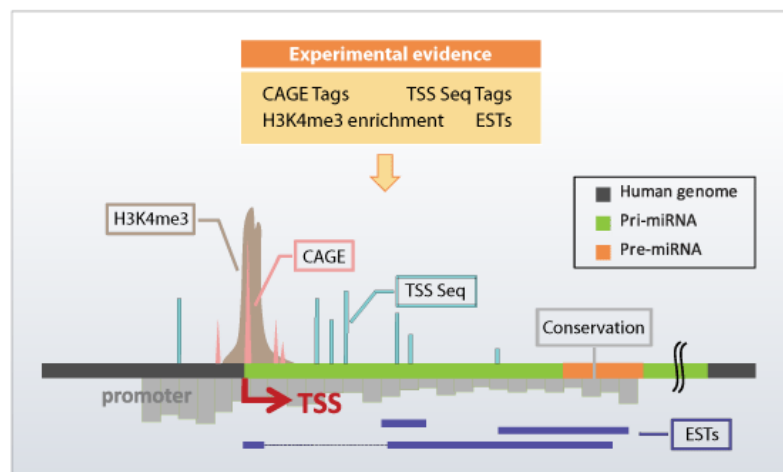 Experimental evidence
CAGE Tags TSS Seq Tags
H3K4me3 enrichment ESTs
Human genome
Pri-miRNA
Pre-miRNA
H3K4me3
CAGE
TSS Seq
Conservation
promoter
TSS
ESTs